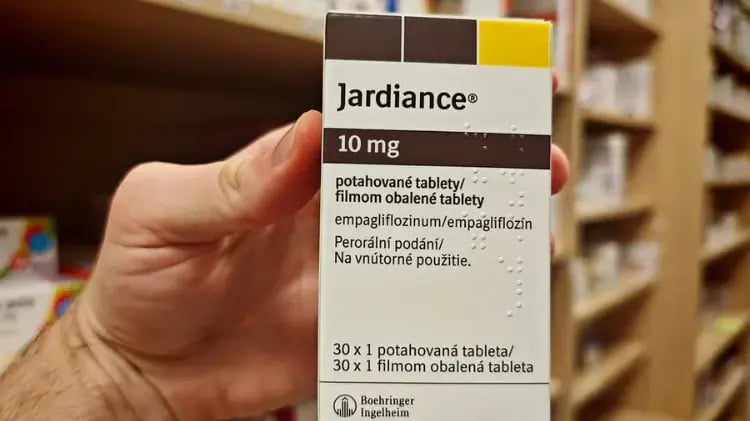 Jardiance®
10 mg
potahované tablety/
filmom obalené tablety
empagliflozinum/empagliflozín
Perorální podání/
Na vnútorné použitie.
30 x 1 potahovaná tableta/
30 x 1 filmom obalená tableta
Boehringer
Ingelheim